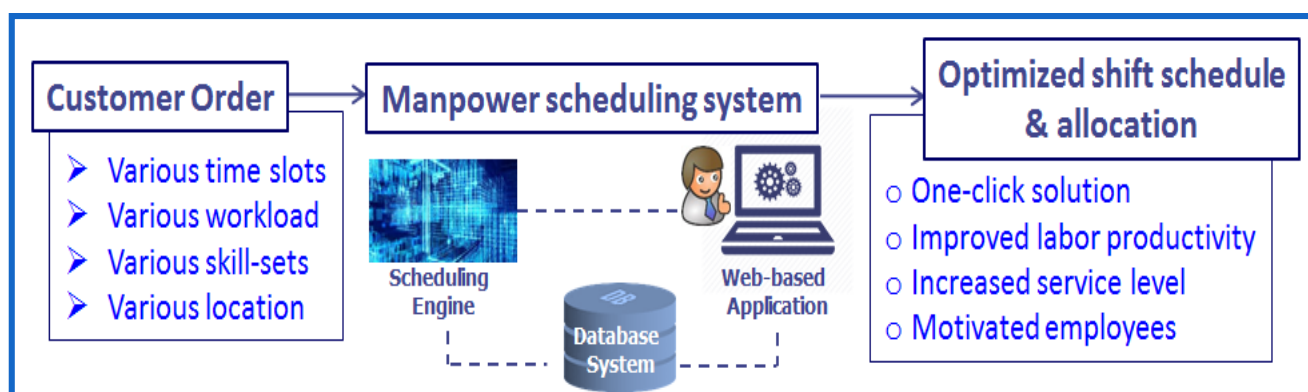 Customer Order
Various time slots
Various workload
Various skill-sets
Various location
Manpower scheduling system
Scheduling
Engine
Web-based
Application
DB
Database
System
Optimized shift schedule
& allocation
One-click solution
Improved labor productivity
Increased service level
Motivated employees